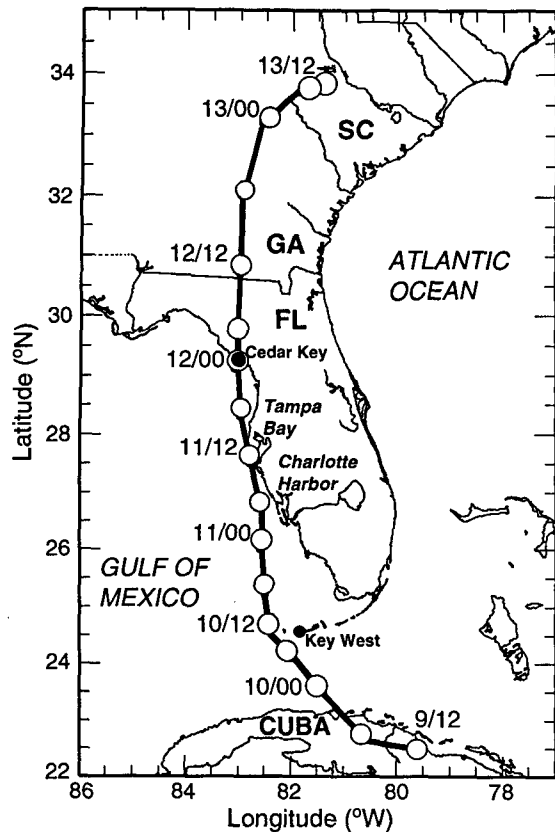 34
32
30
28
26
24
22
Latitude (ºN)
13/12
13/00
SC
12/12
GA
ATLANTIC
OCEAN
FL
12/00
Cedar Key
Tampa
Bay
11/12
Charlotte
Harbor
11/00
GULF OF
MEXICO
10/12
Key West
10/00
CUBA
9/12
86
84
82
80
78
Longitude (ºW)